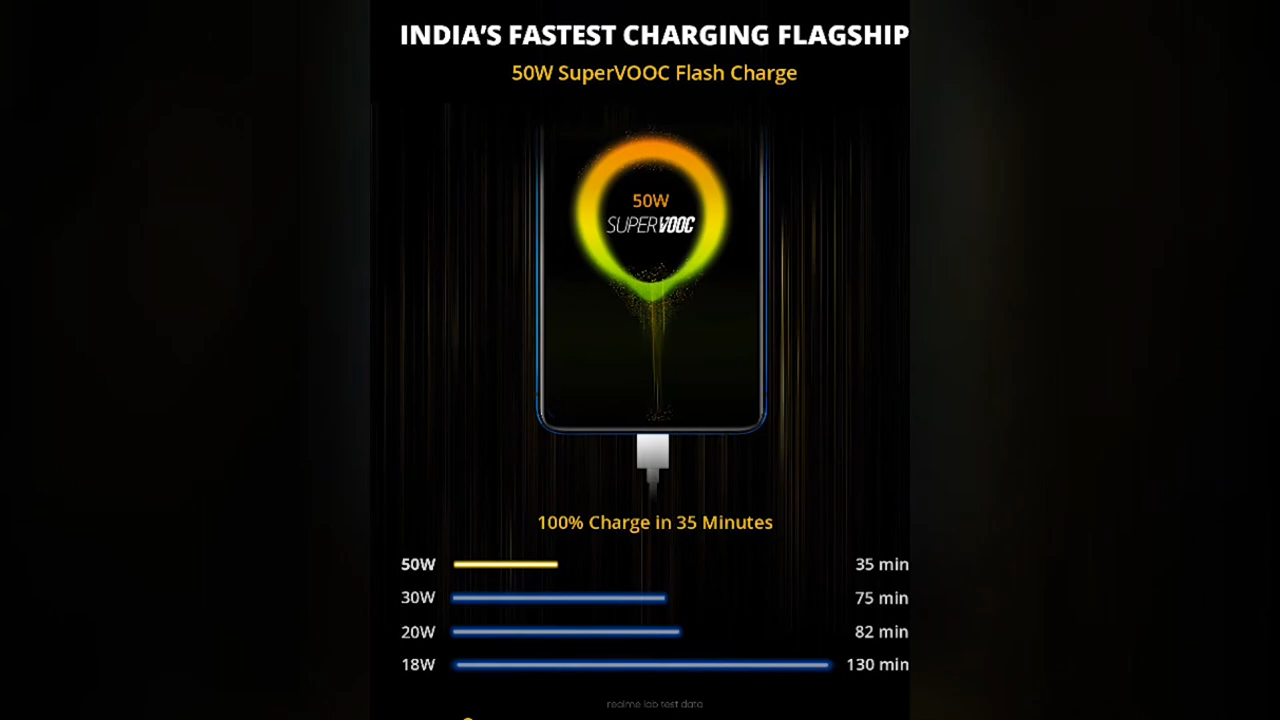 INDIA'S FASTEST CHARGING FLAGSHIP
50W SuperVOOC Flash Charge
50W
SUPERVOOC
100% Charge in 35 Minutes
50W 35 min
30W 75 min
20W 82 min
18W 130 min
realme lab test data